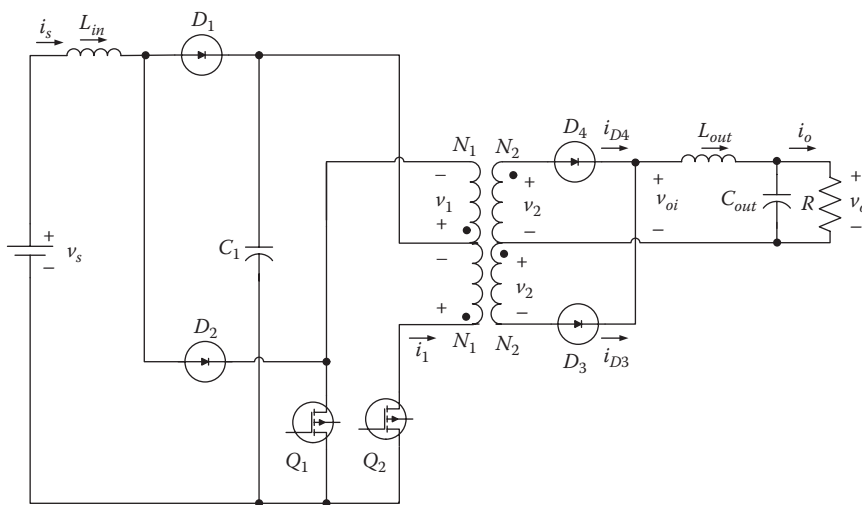 i_s
L_in
D_1
N_1
N_2
D_4
i_D4
L_out
i_o
−
+
+
+
v_1
v_2
v_oi
C_out
R
v_o
+
−
−
−
−
+
v_s
−
C_1
−
+
v_2
D_2
+
−
i_1
N_1
N_2
D_3
i_D3
Q_1
Q_2